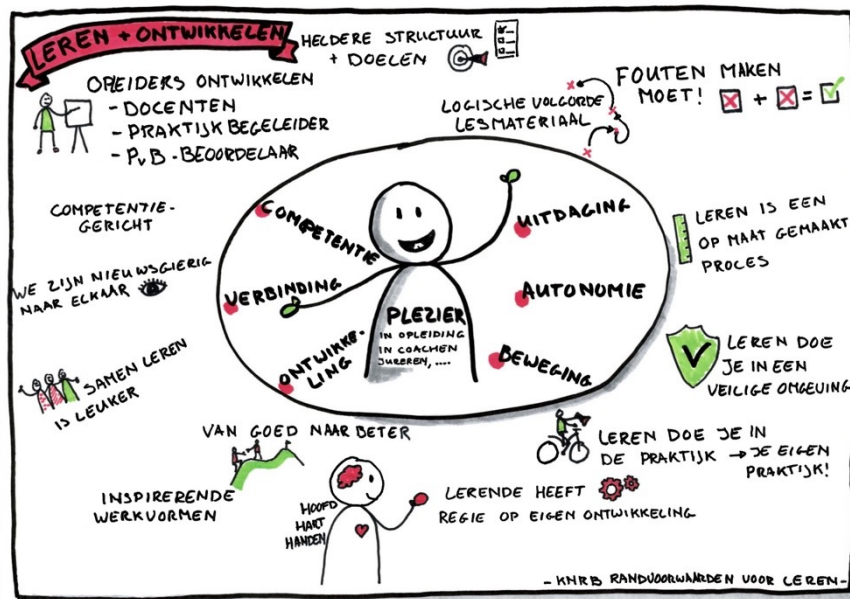 LEREN + ONTWIKKELEN
HELDERE STRUCTUUR
+ DOELEN
OPLEIDERS ONTWIKKELEN
- DOCENTEN
- PRAKTIJKBEGELEIDER
- PvB - BEOORDELAAR
LOGISCHE VOLGORDE
LESMATERIAAL
FOUTEN MAKEN
MOET!
+ =
COMPETENTIE-
GERICHT
WE ZIJN NIEUWSGIERIG
NAAR ELKAAR
SAMEN LEREN
IS LEUKER
COMPETENTIE
VERBINDING
ONTWIKKE-
LING
PLEZIER
IN OPLEIDING
IN COACHEN
JUREREN, ....
UITDAGING
AUTONOMIE
BEWEGING
LEREN IS EEN
OP MAAT GEMAAKT
PROCES
LEREN DOE
JE IN EEN
VEILIGE OMGEVING
LEREN DOE JE IN
DE PRAKTIJK → JE EIGEN
PRAKTIJK!
VAN GOED NAAR BETER
INSPIRERENDE
WERKVORMEN
HOOFD
HART
HANDEN
LERENDE HEEFT
REGIE OP EIGEN ONTWIKKELING
- KNRB RANDVOORWAARDEN VOOR LEREN -